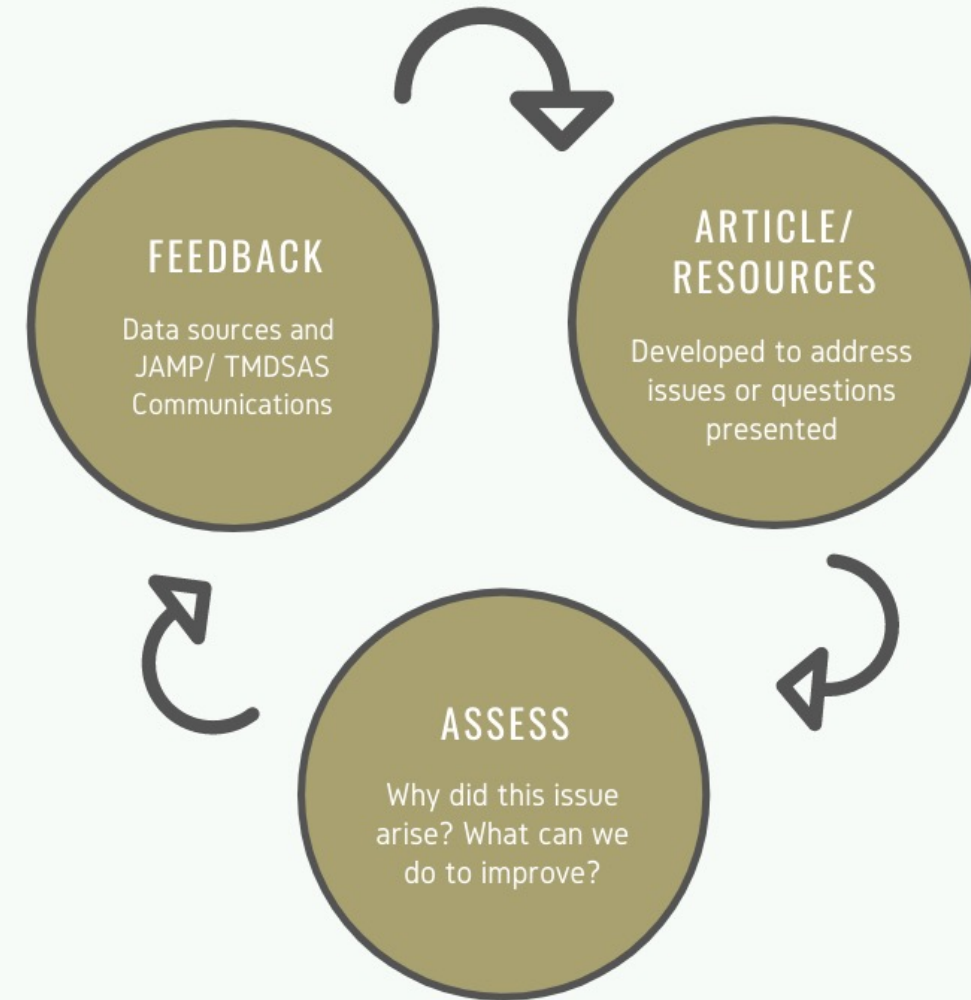 FEEDBACK
Data sources and
JAMP/ TMDSAS
Communications
ARTICLE/
RESOURCES
Developed to address
issues or questions
presented
ASSESS
Why did this issue
arise? What can we
do to improve?